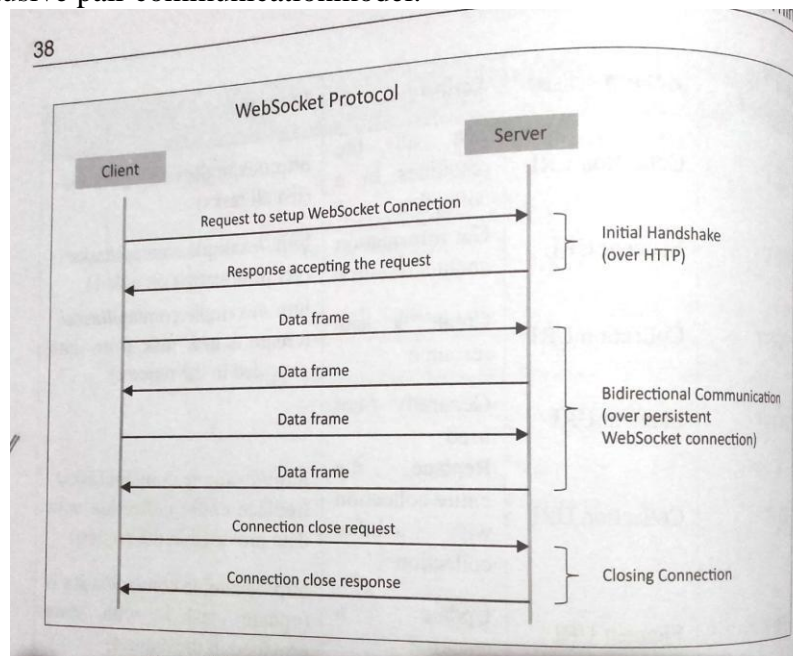 38
WebSocket Protocol
Client
Server
Request to setup WebSocket Connection
Initial Handshake
(over HTTP)
Response accepting the request
Data frame
Data frame
Bidirectional Communication
(over persistent
WebSocket connection)
Data frame
Data frame
Connection close request
Closing Connection
Connection close response